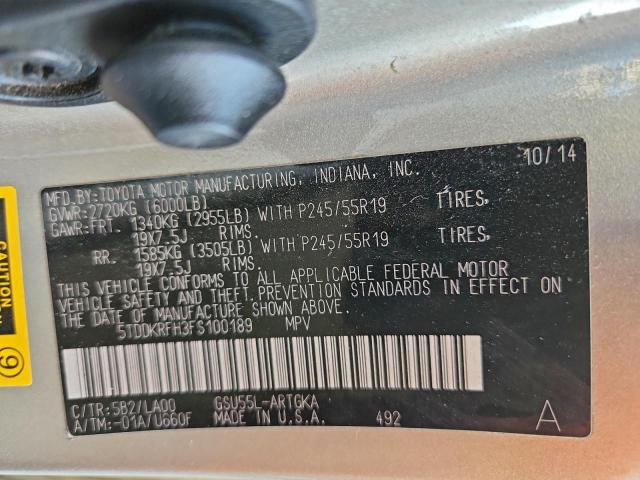 MFD.BY:TOYOTA MOTOR MANUFACTURING, INDIANA, INC. 10/14
GVWR:2720KG (6000LB)
GAWR:FRT. 1340KG (2955LB) WITH P245/55R19 TIRES,
19X7.5J RIMS.
RR. 1585KG (3505LB) WITH P245/55R19 TIRES,
19X7.5J RIMS.
THIS VEHICLE CONFORMS TO ALL APPLICABLE FEDERAL MOTOR
VEHICLE SAFETY AND THEFT PREVENTION STANDARDS IN EFFECT ON
THE DATE OF MANUFACTURE SHOWN ABOVE.
5TDDKRFH3FS100189 MPV
C/TR:5B2/LA00 GSU55L-ARTGKA
A/TM:-01A/U660F MADE IN U.S.A. 492 A
CAUTION
9